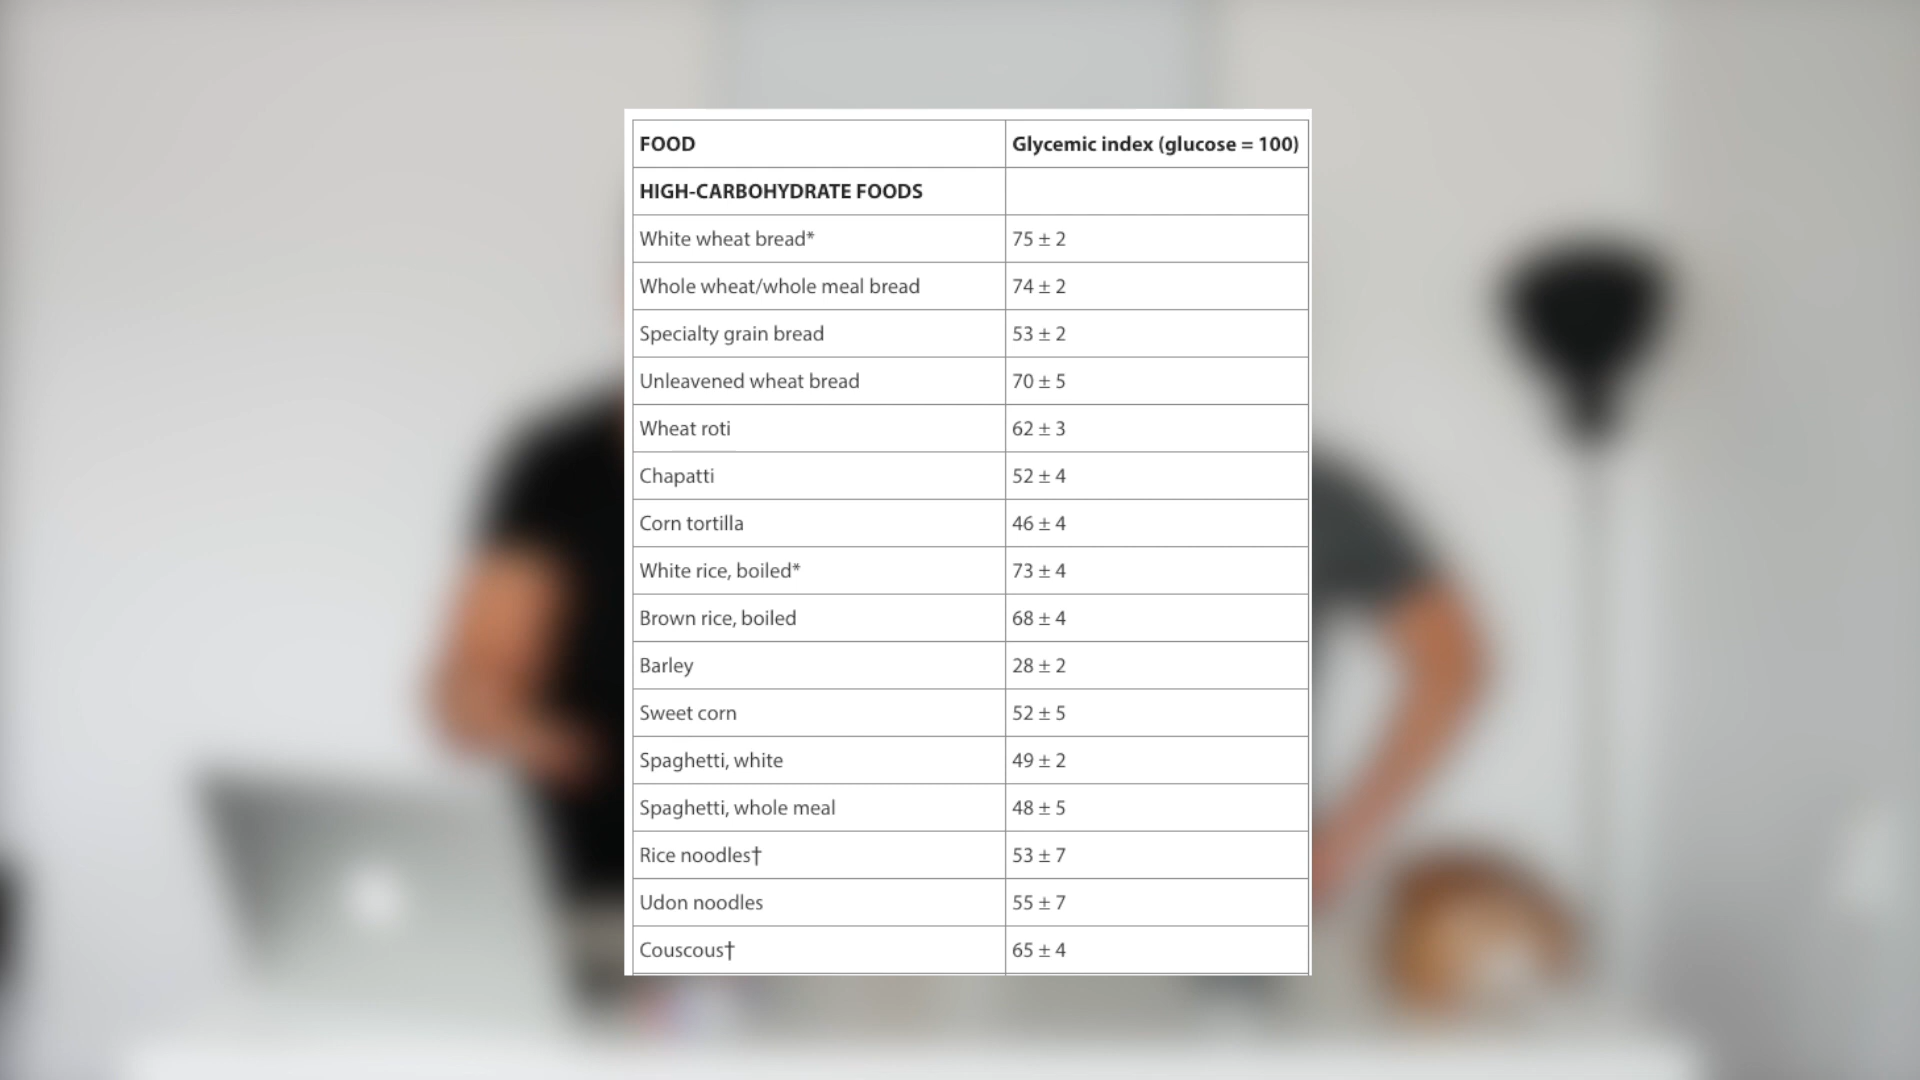 FOOD Glycemic index (glucose = 100)
HIGH-CARBOHYDRATE FOODS
White wheat bread* 75 ± 2
Whole wheat/whole meal bread 74 ± 2
Specialty grain bread 53 ± 2
Unleavened wheat bread 70 ± 5
Wheat roti 62 ± 3
Chapatti 52 ± 4
Corn tortilla 46 ± 4
White rice, boiled* 73 ± 4
Brown rice, boiled 68 ± 4
Barley 28 ± 2
Sweet corn 52 ± 5
Spaghetti, white 49 ± 2
Spaghetti, whole meal 48 ± 5
Rice noodles† 53 ± 7
Udon noodles 55 ± 7
Couscous† 65 ± 4